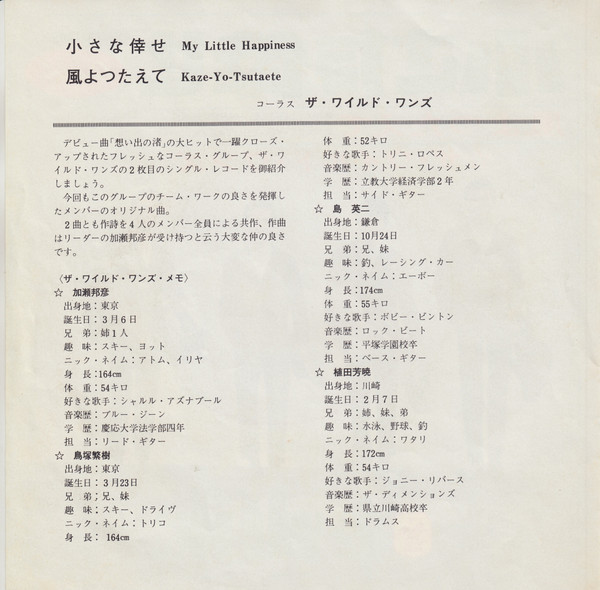 小さな倖せ My Little Happiness
風よつたえて Kaze-Yo-Tsutaete
コーラス ザ・ワイルド・ワンズ
デビュー曲「想い出の渚」の大ヒットで一躍クローズ・
アップされたフレッシュなコーラス・グループ、ザ・ワ
イルド・ワンズの2枚目のシングル・レコードを御紹介
しましょう。
今回もこのグループのチーム・ワークの良さを発揮し
たメンバーのオリジナル曲。
2曲とも作詩を4人のメンバー全員による共作、作曲
はリーダーの加瀬邦彦が受け持つと云う大変な仲の良さ
です。
〈ザ・ワイルド・ワンズ・メモ〉
☆ 加瀬邦彦
出身地:東京
誕生日:3月6日
兄 弟:姉1人
趣 味:スキー、ヨット
ニック・ネイム:アトム、イリヤ
身 長:164cm
体 重:54キロ
好きな歌手:シャルル・アズナブール
音楽歴:ブルー・ジーン
学 歴:慶応大学法学部四年
担 当:リード・ギター
☆ 鳥塚繁樹
出身地:東京
誕生日:3月23日
兄 弟;兄、妹
趣 味:スキー、ドライヴ
ニック・ネイム:トリコ
身 長: 164cm
体 重:52キロ
好きな歌手:トリニ・ロペス
音楽歴:カントリー・フレッシュメン
学 歴:立教大学経済学部2年
担 当:サイド・ギター
☆ 島 英二
出身地:鎌倉
誕生日:10月24日
兄 弟:兄、妹
趣 味:釣、レーシング・カー
ニック・ネイム:エーボー
身 長:174cm
体 重:55キロ
好きな歌手:ボビー・ビントン
音楽歴:ロック・ビート
学 歴:平塚学園校卒
担 当:ベース・ギター
☆ 植田芳暁
出身地:川崎
誕生日:2月7日
兄 弟:姉、妹、弟
趣 味:水泳、野球、釣
ニック・ネイム:ワタリ
身 長:172cm
体 重:54キロ
好きな歌手:ジョニー・リバース
音楽歴:ザ・ディメンションズ
学 歴:県立川崎高校卒
担 当:ドラムス